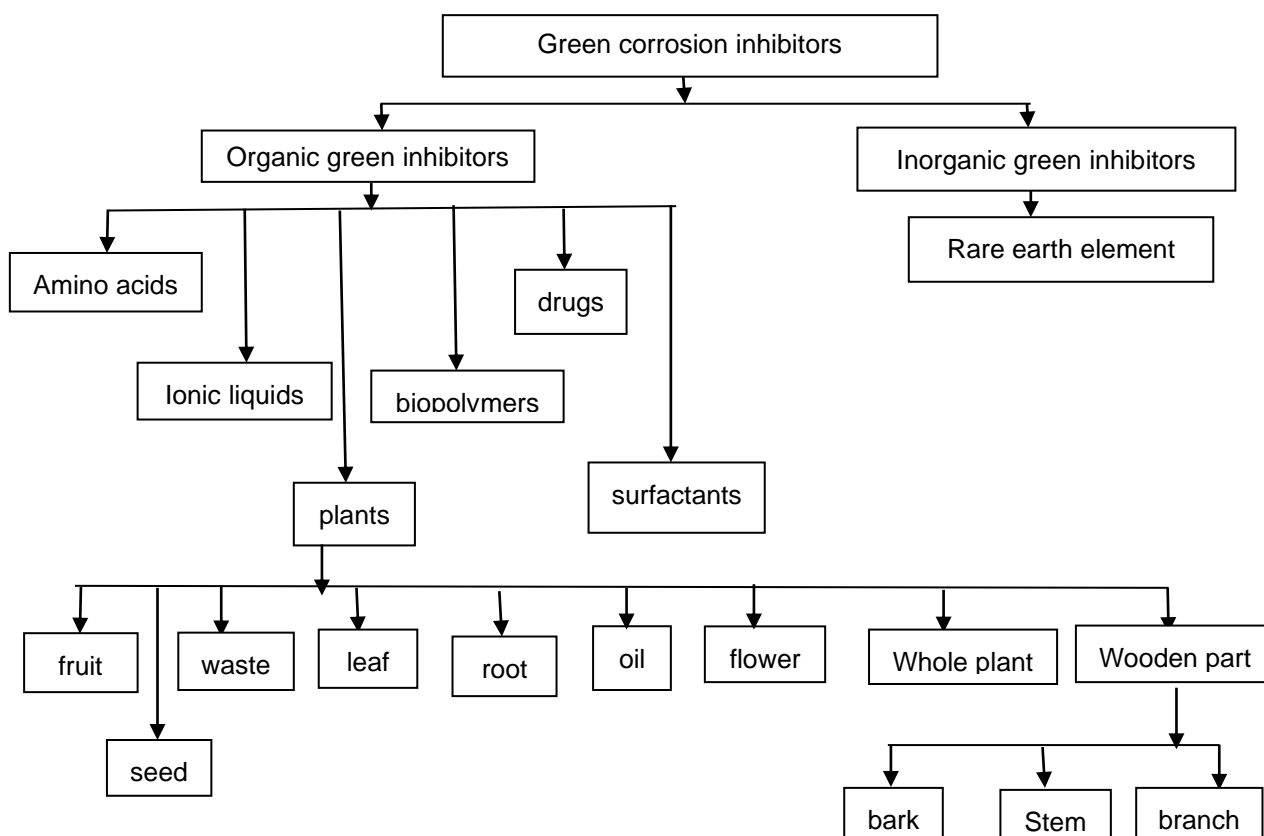 Green corrosion inhibitors
Organic green inhibitors
Inorganic green inhibitors
Rare earth element
Amino acids
drugs
Ionic liquids
biopolymers
surfactants
plants
fruit
waste
leaf
root
oil
flower
Whole plant
Wooden part
seed
bark
Stem
branch